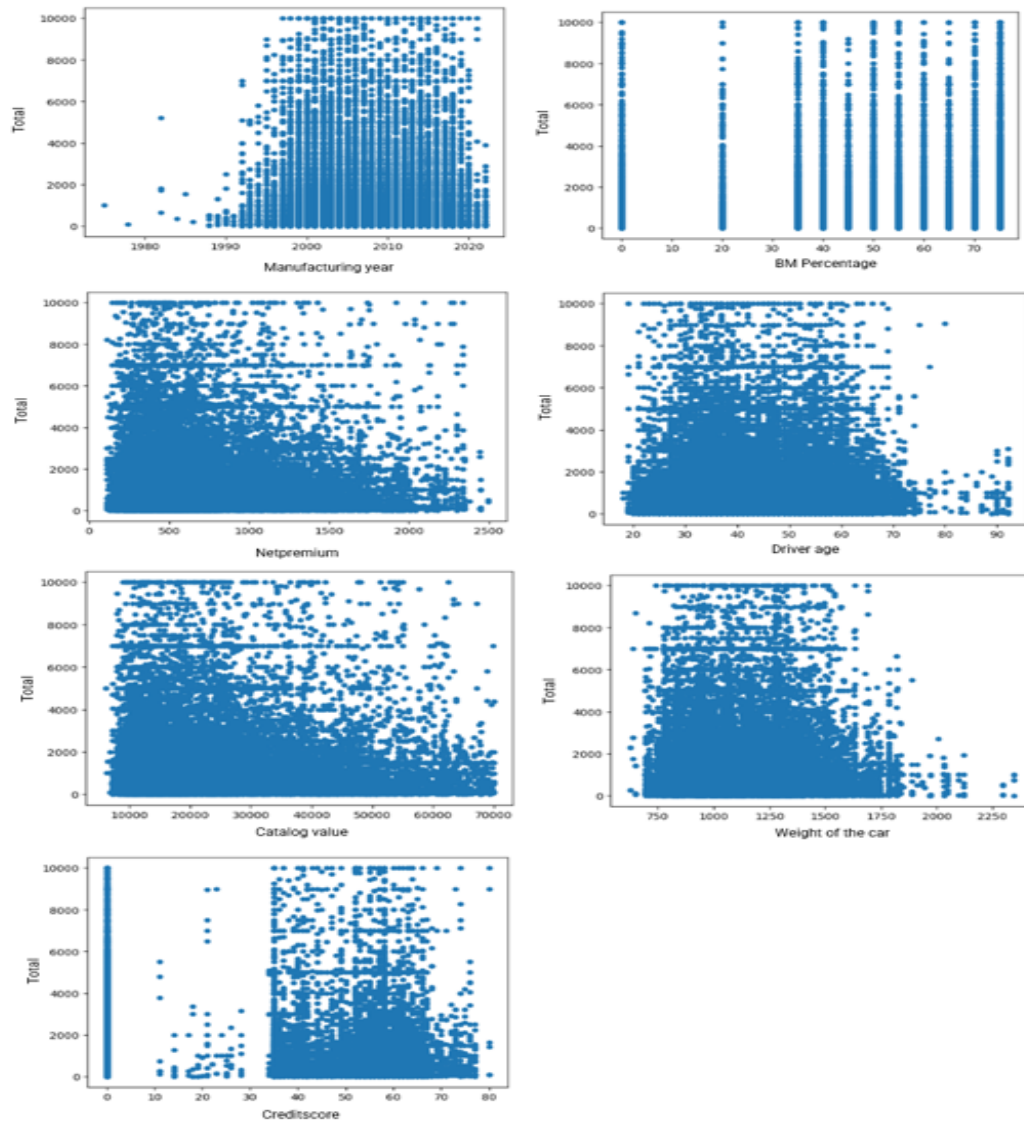 10000
8000
6000
4000
2000
0
Total
1980 1990 2000 2010 2020
Manufacturing year
10000
8000
6000
4000
2000
0
Total
0 10 20 30 40 50 60 70
BM Percentage
10000
8000
6000
4000
2000
0
Total
0 500 1000 1500 2000 2500
Netpremium
10000
8000
6000
4000
2000
0
Total
20 30 40 50 60 70 80 90
Driver age
10000
8000
6000
4000
2000
0
Total
10000 20000 30000 40000 50000 60000 70000
Catalog value
10000
8000
6000
4000
2000
0
Total
750 1000 1250 1500 1750 2000 2250
Weight of the car
10000
8000
6000
4000
2000
0
Total
0 10 20 30 40 50 60 70 80
Creditscore